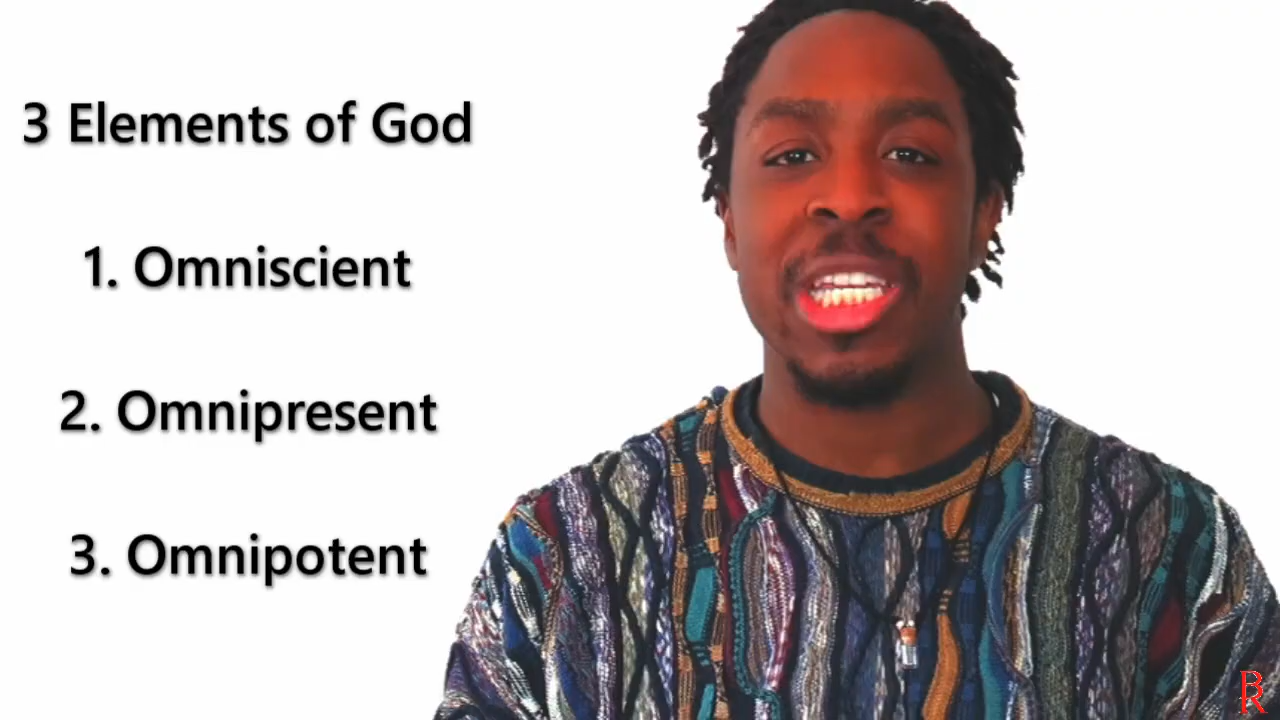 3 Elements of God
1. Omniscient
2. Omnipresent
3. Omnipotent